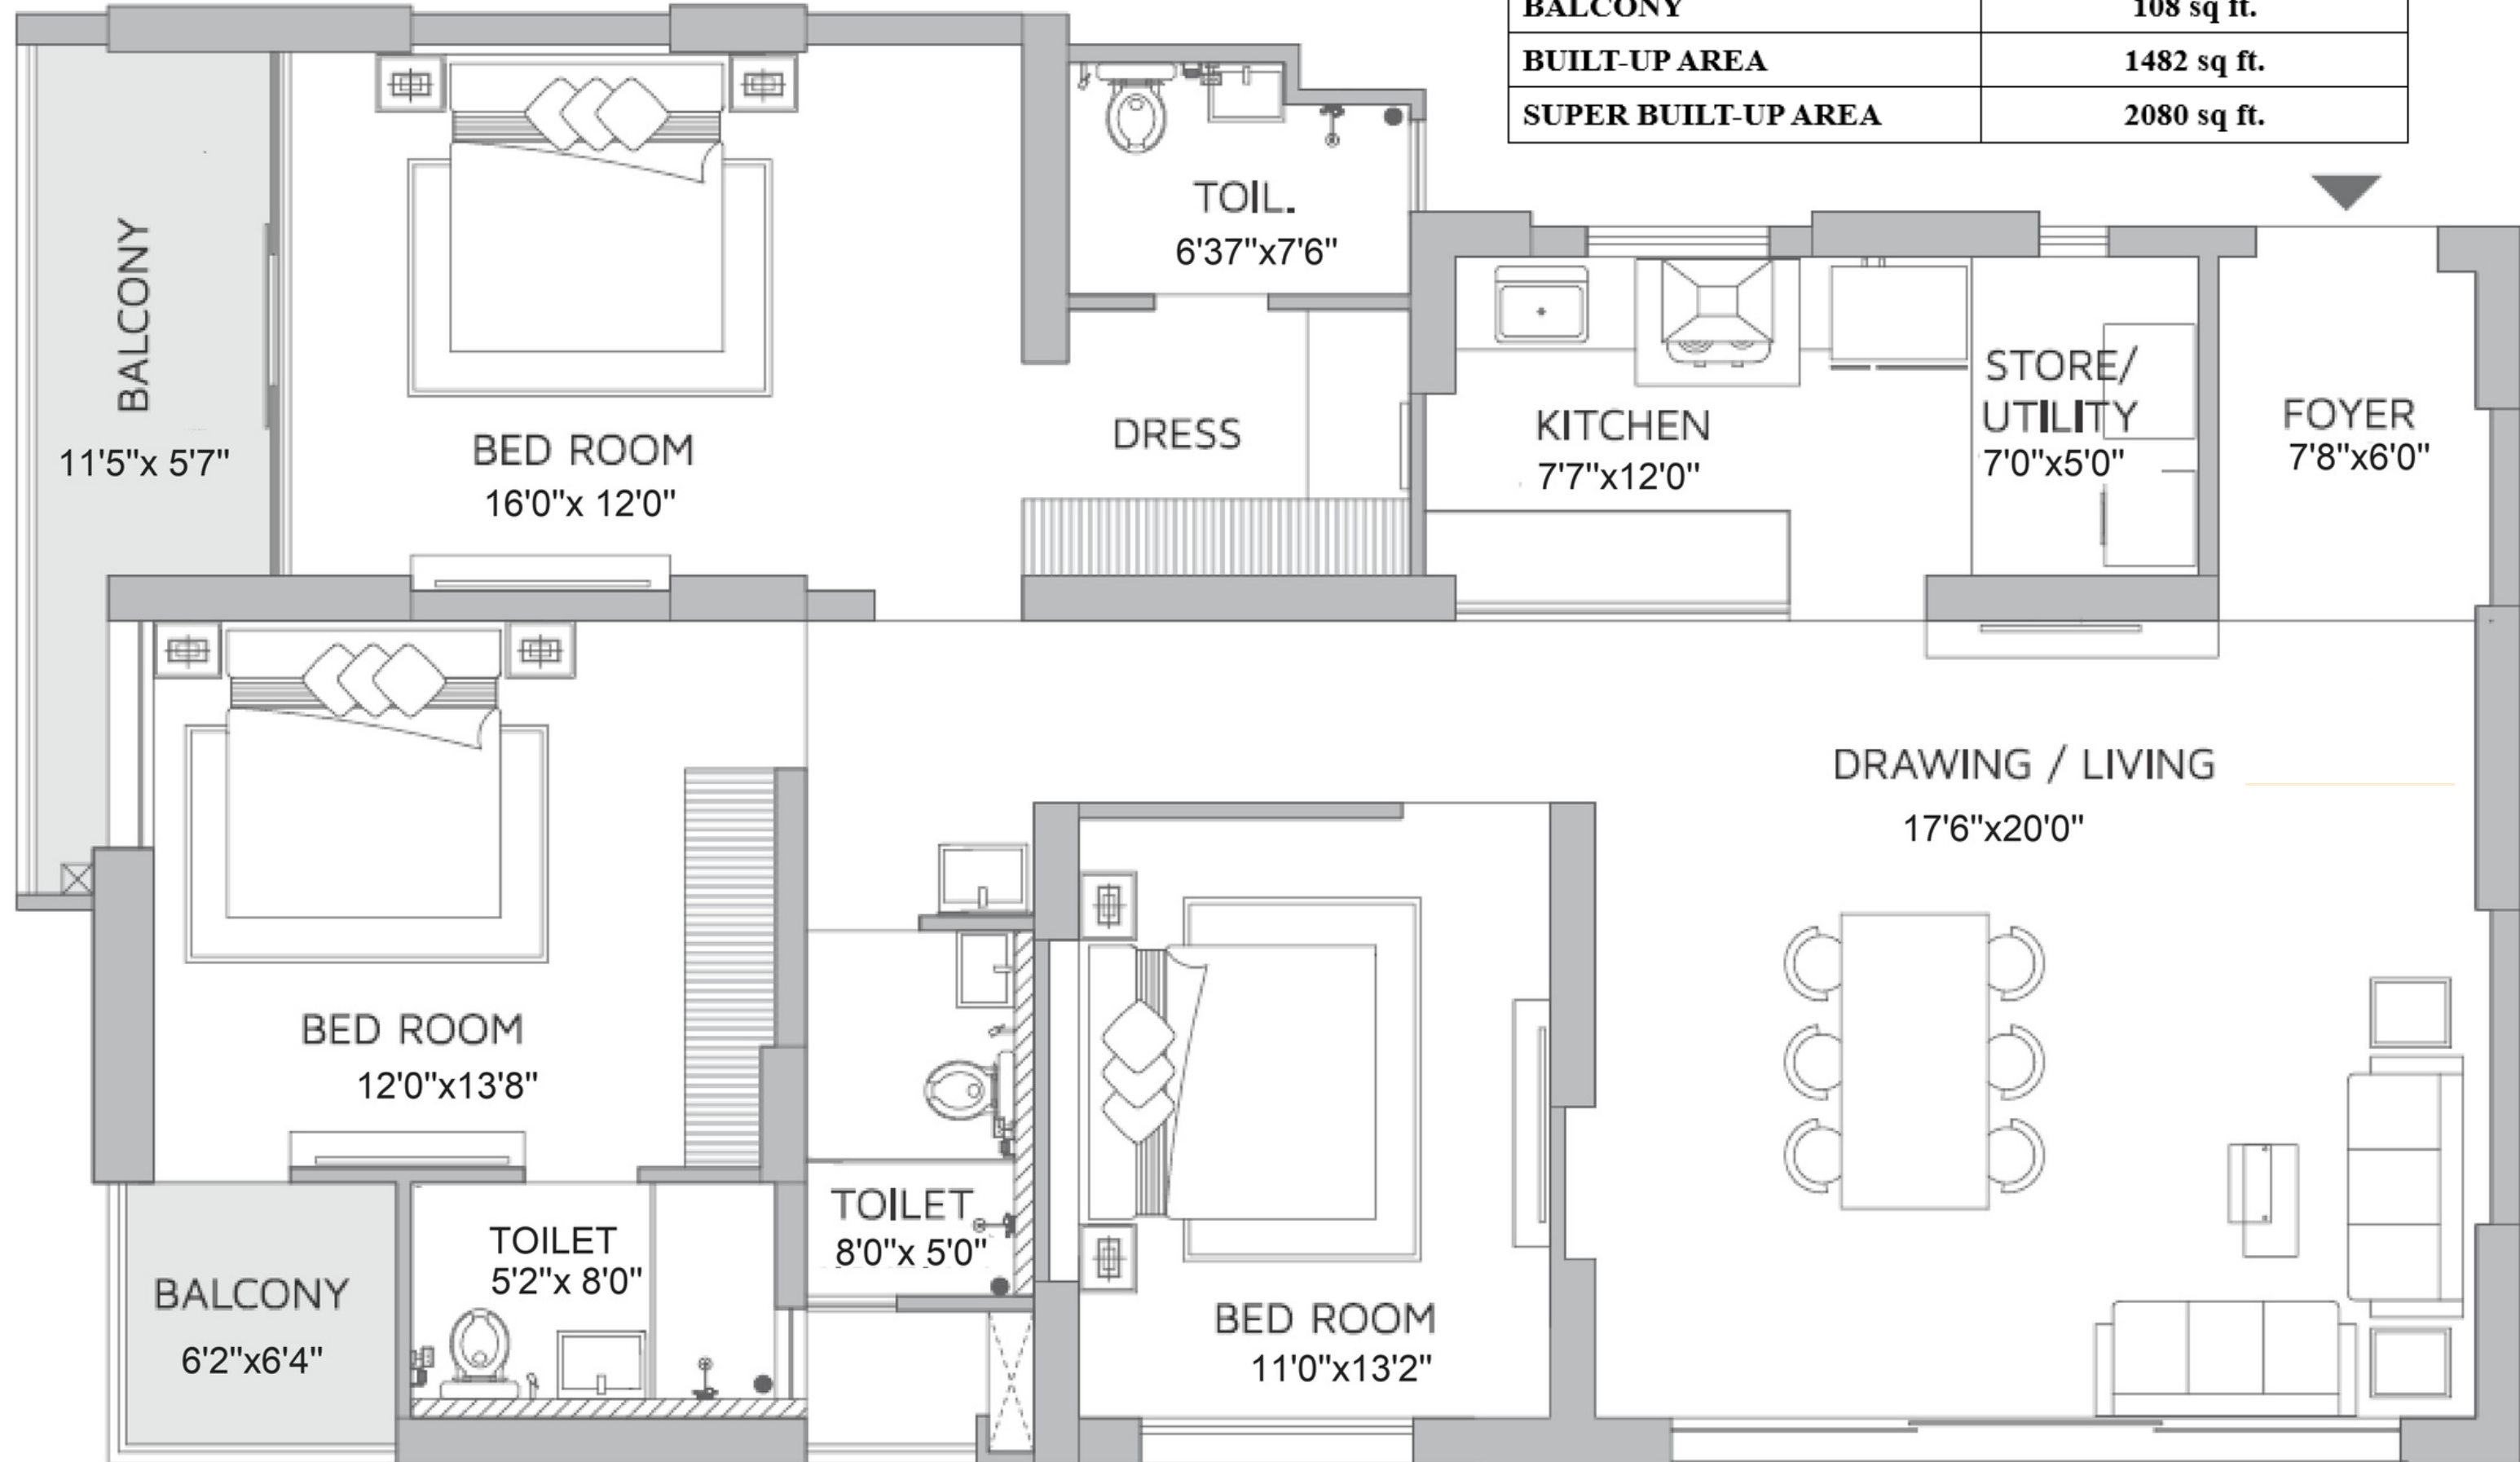 BALCONY 108 sq ft.
BUILT-UP AREA 1482 sq ft.
SUPER BUILT-UP AREA 2080 sq ft.
BALCONY
11'5"x 5'7"
BED ROOM
16'0"x 12'0"
TOIL.
6'37"x7'6"
DRESS
KITCHEN
7'7"x12'0"
STORE/
UTILITY
7'0"x5'0"
FOYER
7'8"x6'0"
DRAWING / LIVING
17'6"x20'0"
BED ROOM
12'0"x13'8"
TOILET
8'0"x 5'0"
TOILET
5'2"x 8'0"
BALCONY
6'2"x6'4"
BED ROOM
11'0"x13'2"